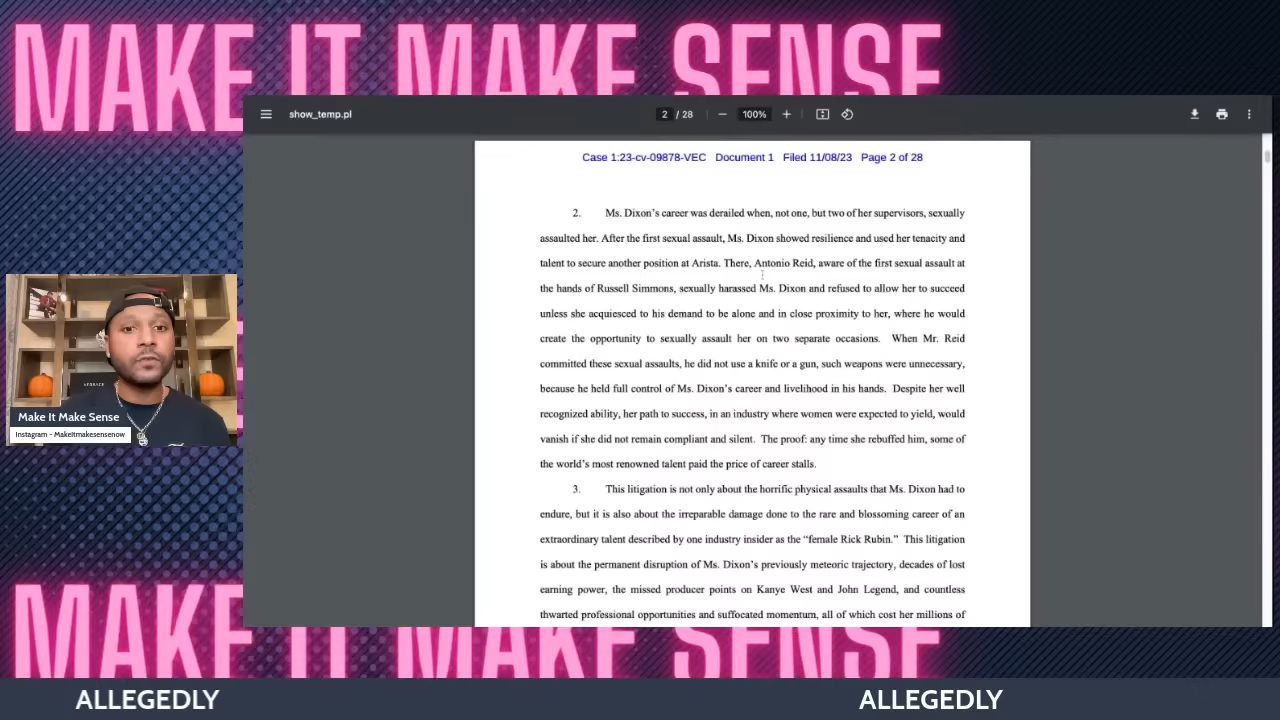 MAKE IT MAKE SENSE
show_temp.pl
2 / 28
100%
Case 1:23-cv-09878-VEC Document 1 Filed 11/08/23 Page 2 of 28
2. Ms. Dixon's career was derailed when, not one, but two of her supervisors, sexually
assaulted her. After the first sexual assault, Ms. Dixon showed resilience and used her tenacity and
talent to secure another position at Arista. There, Antonio Reid, aware of the first sexual assault at
the hands of Russell Simmons, sexually harassed Ms. Dixon and refused to allow her to succeed
unless she acquiesced to his demand to be alone and in close proximity to her, where he would
create the opportunity to sexually assault her on two separate occasions. When Mr. Reid
committed these sexual assaults, he did not use a knife or a gun, such weapons were unnecessary,
because he held full control of Ms. Dixon's career and livelihood in his hands. Despite her well
recognized ability, her path to success, in an industry where women were expected to yield, would
vanish if she did not remain compliant and silent. The proof: any time she rebuffed him, some of
the world's most renowned talent paid the price of career stalls.
3. This litigation is not only about the horrific physical assaults that Ms. Dixon had to
endure, but it is also about the irreparable damage done to the rare and blossoming career of an
extraordinary talent described by one industry insider as the "female Rick Rubin." This litigation
is about the permanent disruption of Ms. Dixon's previously meteoric trajectory, decades of lost
earning power, the missed producer points on Kanye West and John Legend, and countless
thwarted professional opportunities and suffocated momentum, all of which cost her millions of
Make It Make Sense
Instagram - MakeItmakesensenow
MAKE IT MAKE SENSE
ALLEGEDLY
ALLEGEDLY